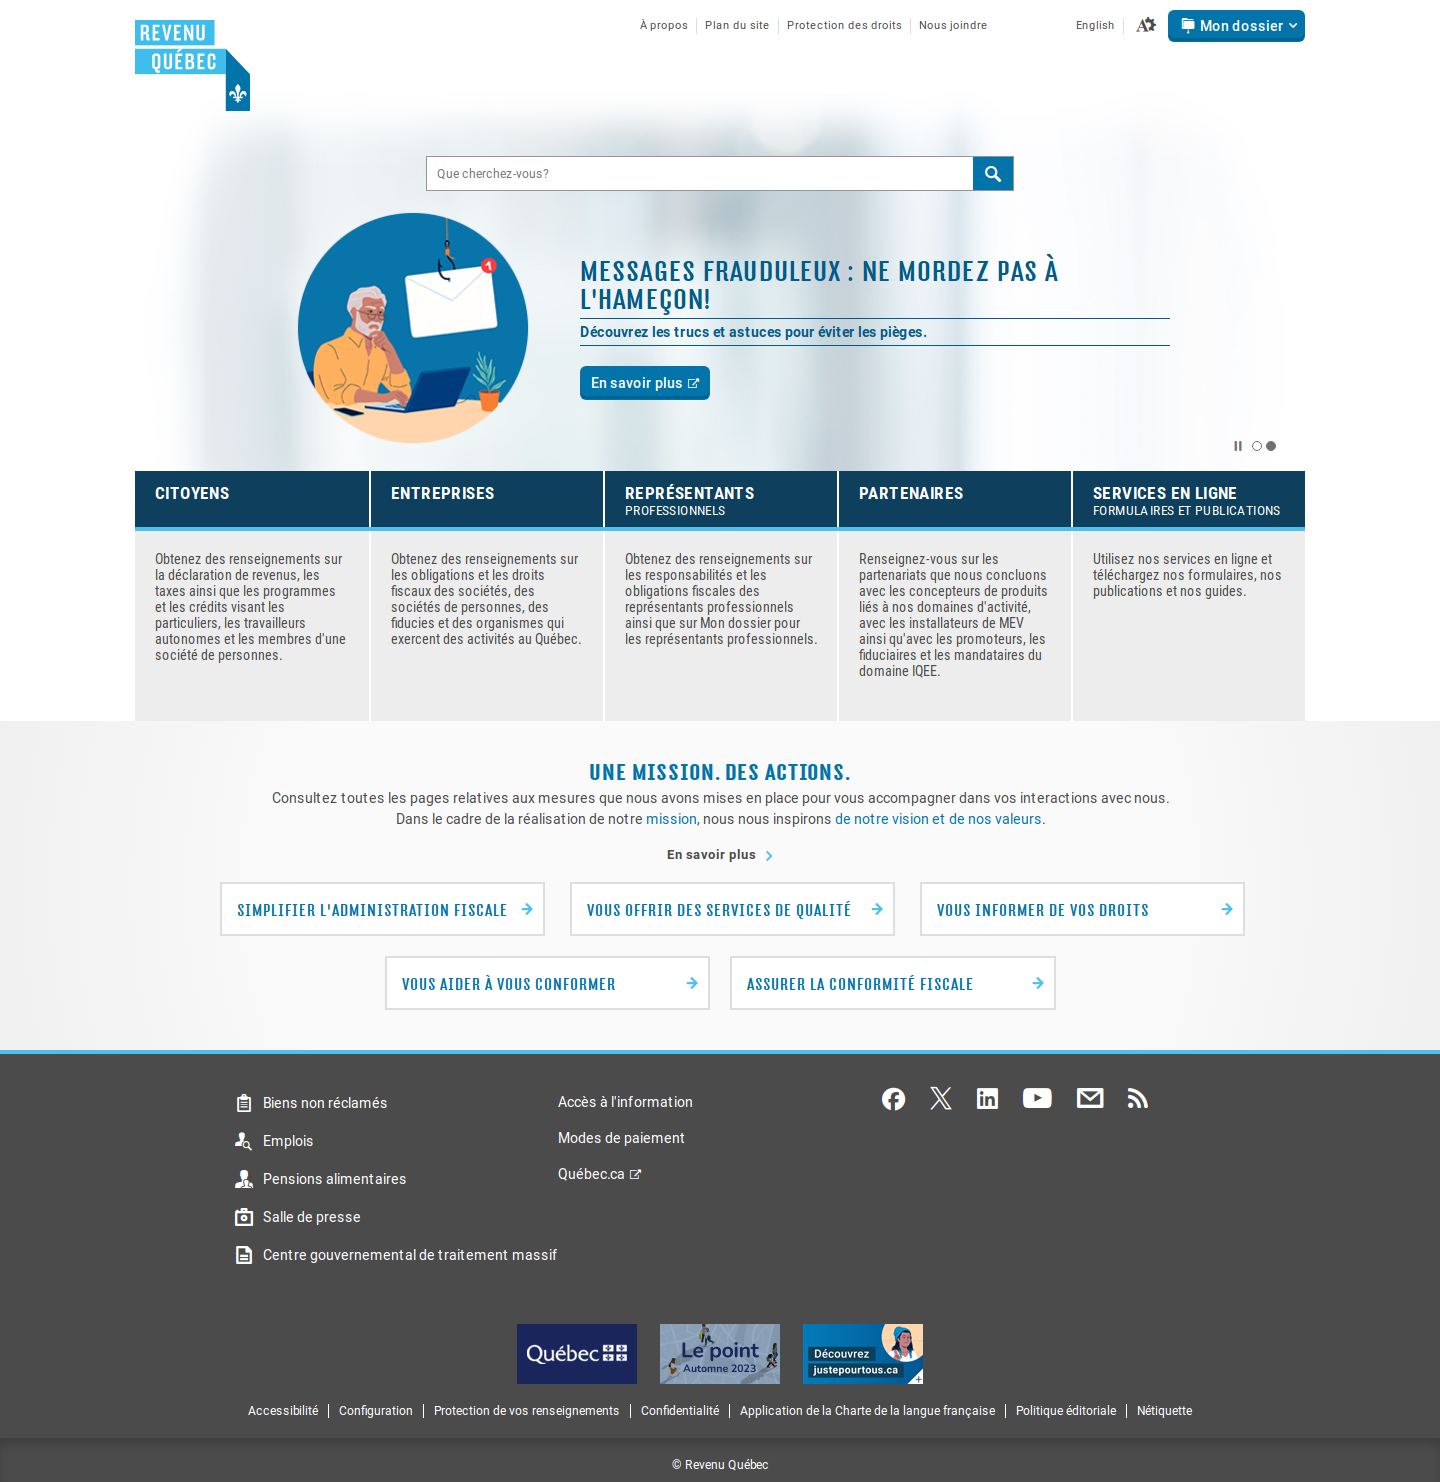 REVENU
QUÉBEC
À propos
Plan du site
Protection des droits
Nous joindre
English
A
Mon dossier
Que cherchez-vous?
1
MESSAGES FRAUDULEUX : NE MORDEZ PAS À
L'HAMEÇON!
Découvrez les trucs et astuces pour éviter les pièges.
En savoir plus
CITOYENS
Obtenez des renseignements sur
la déclaration de revenus, les
taxes ainsi que les programmes
et les crédits visant les
particuliers, les travailleurs
autonomes et les membres d'une
société de personnes.
ENTREPRISES
Obtenez des renseignements sur
les obligations et les droits
fiscaux des sociétés, des
sociétés de personnes, des
fiducies et des organismes qui
exercent des activités au Québec.
REPRÉSENTANTS
PROFESSIONNELS
Obtenez des renseignements sur
les responsabilités et les
obligations fiscales des
représentants professionnels
ainsi que sur Mon dossier pour
les représentants professionnels.
PARTENAIRES
Renseignez-vous sur les
partenariats que nous concluons
avec les concepteurs de produits
liés à nos domaines d'activité,
avec les installateurs de MEV
ainsi qu'avec les promoteurs, les
fiduciaires et les mandataires du
domaine IQEE.
SERVICES EN LIGNE
FORMULAIRES ET PUBLICATIONS
Utilisez nos services en ligne et
téléchargez nos formulaires, nos
publications et nos guides.
UNE MISSION. DES ACTIONS.
Consultez toutes les pages relatives aux mesures que nous avons mises en place pour vous accompagner dans vos interactions avec nous.
Dans le cadre de la réalisation de notre mission, nous nous inspirons de notre vision et de nos valeurs.
En savoir plus
SIMPLIFIER L'ADMINISTRATION FISCALE
VOUS OFFRIR DES SERVICES DE QUALITÉ
VOUS INFORMER DE VOS DROITS
VOUS AIDER À VOUS CONFORMER
ASSURER LA CONFORMITÉ FISCALE
Biens non réclamés
Emplois
Pensions alimentaires
Salle de presse
Centre gouvernemental de traitement massif
Accès à l'information
Modes de paiement
Québec.ca
Québec
Le point
Automne 2023
Découvrez
justepourtous.ca
Accessibilité
Configuration
Protection de vos renseignements
Confidentialité
Application de la Charte de la langue française
Politique éditoriale
Nétiquette
© Revenu Québec